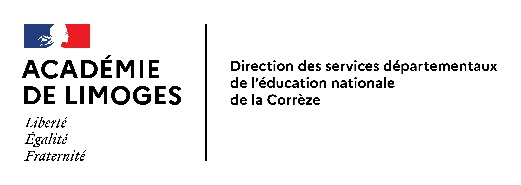 ACADÉMIE
DE LIMOGES
Liberté
Égalité
Fraternité
Direction des services départementaux
de l'éducation nationale
de la Corrèze